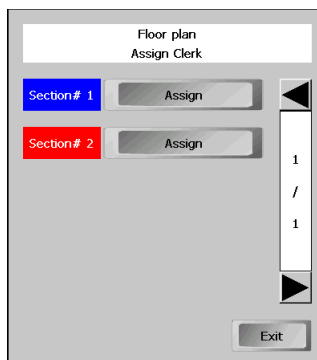 Floor plan
Assign Clerk
Section# 1 Assign
Section# 2 Assign
1
/
1
Exit